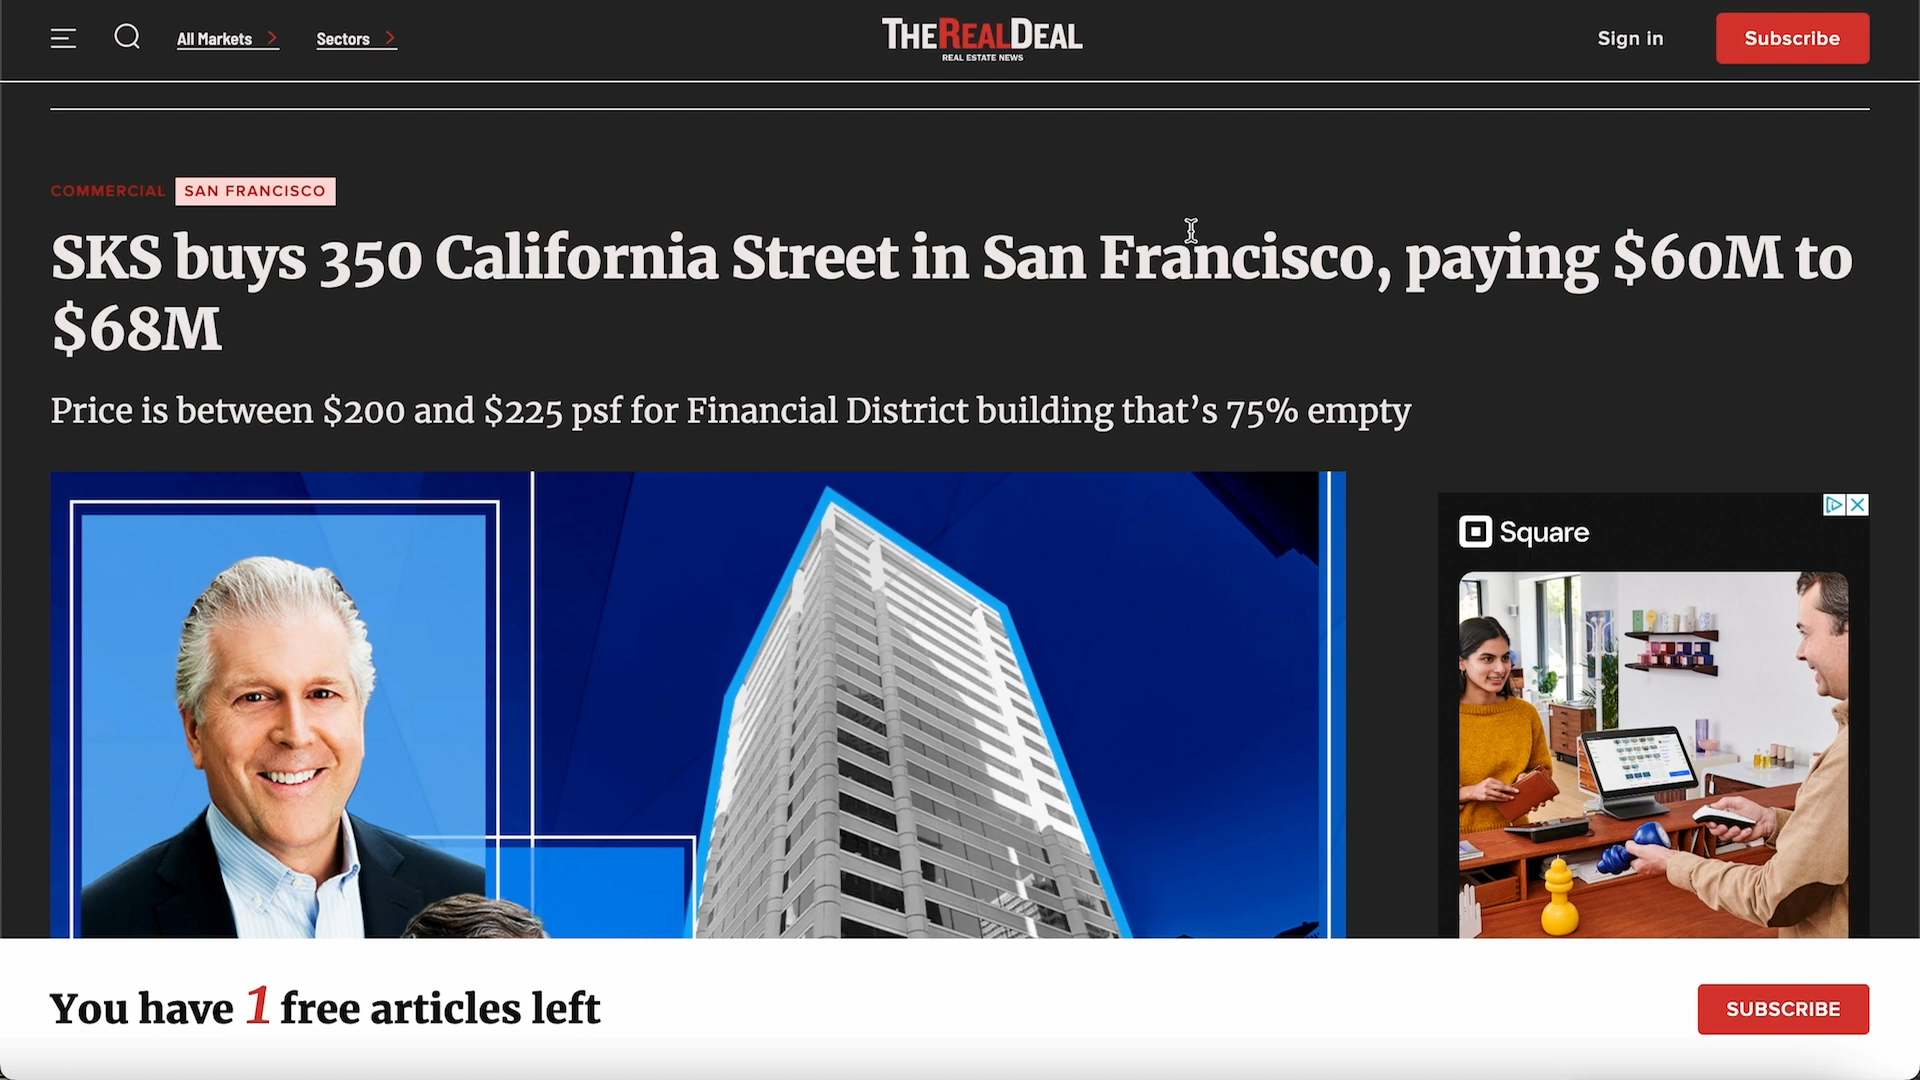 All Markets
Sectors
THEREALDEAL
REAL ESTATE NEWS
Sign in
Subscribe
COMMERCIAL
SAN FRANCISCO
SKS buys 350 California Street in San Francisco, paying $60M to
$68M
Price is between $200 and $225 psf for Financial District building that's 75% empty
Square
You have 1 free articles left
SUBSCRIBE